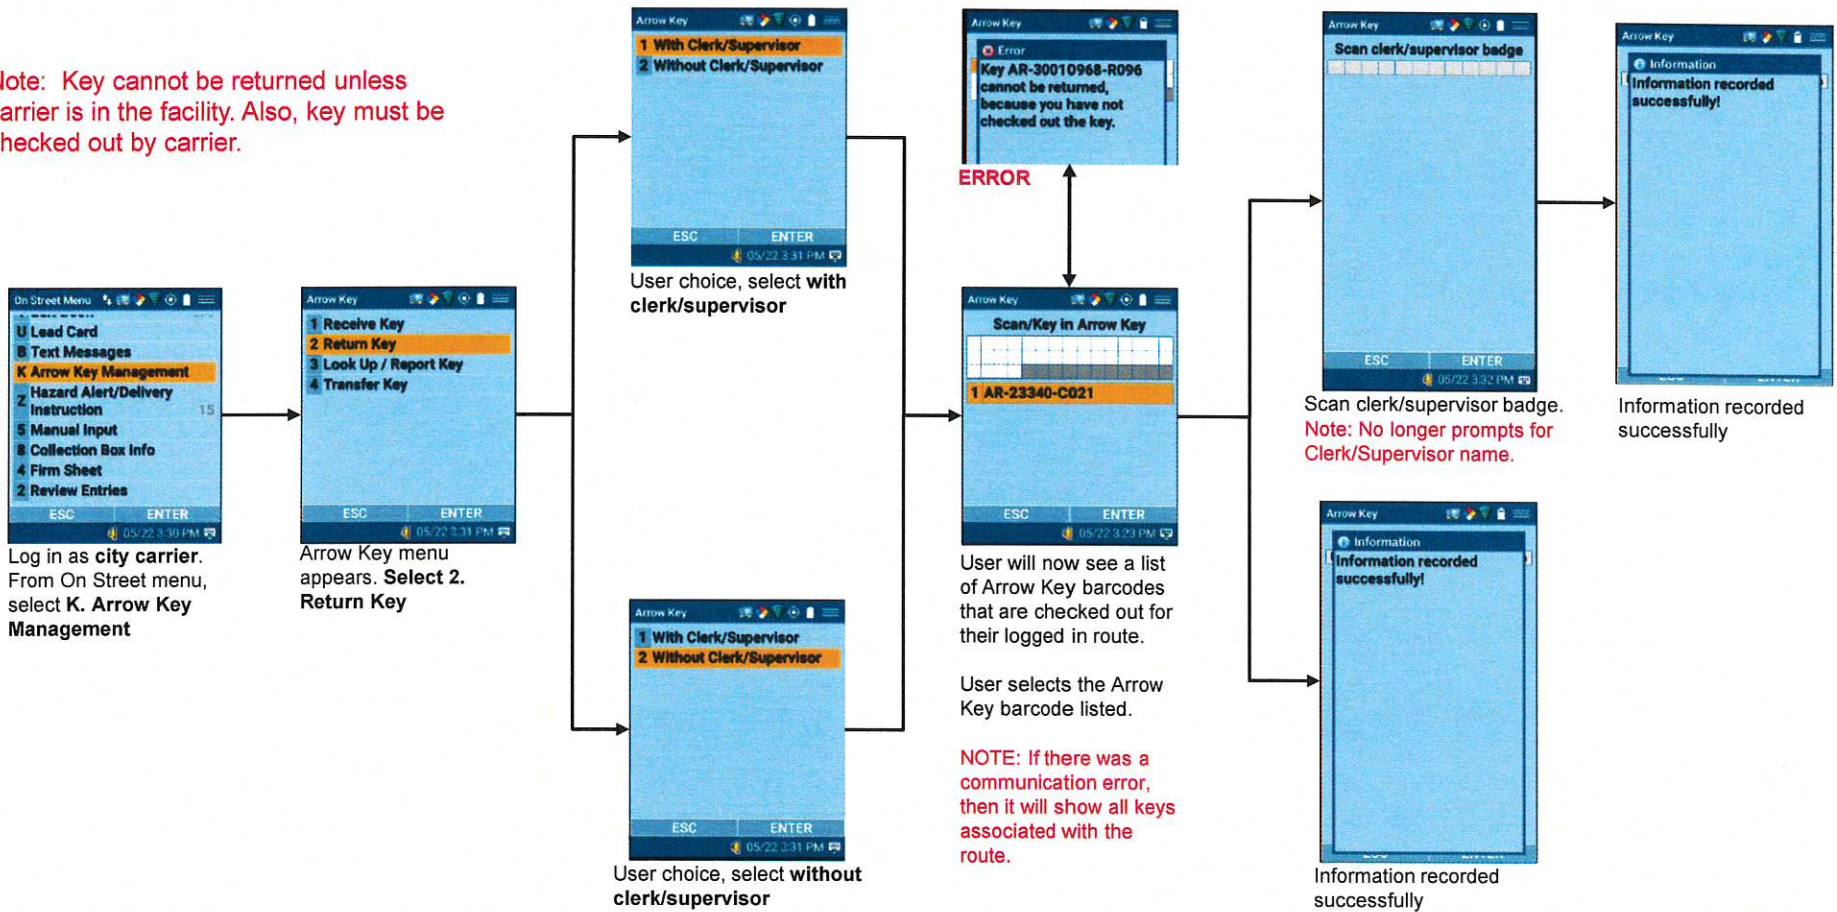 Note: Key cannot be returned unless
carrier is in the facility. Also, key must be
checked out by carrier.
On Street Menu
U Lead Card
B Text Messages
K Arrow Key Management
Z Hazard Alert/Delivery
Instruction 15
5 Manual Input
8 Collection Box Info
4 Firm Sheet
2 Review Entries
ESC ENTER
05/22 3:30 PM
Log in as city carrier.
From On Street menu,
select K. Arrow Key
Management
Arrow Key
1 Receive Key
2 Return Key
3 Look Up / Report Key
4 Transfer Key
ESC ENTER
05/22 3:31 PM
Arrow Key menu
appears. Select 2.
Return Key
Arrow Key
1 With Clerk/Supervisor
2 Without Clerk/Supervisor
ESC ENTER
05/22 3:31 PM
User choice, select with
clerk/supervisor
Arrow Key
1 With Clerk/Supervisor
2 Without Clerk/Supervisor
ESC ENTER
05/22 3:31 PM
User choice, select without
clerk/supervisor
Arrow Key
Error
Key AR-30010968-R096
cannot be returned,
because you have not
checked out the key.
ERROR
Arrow Key
Scan/Key in Arrow Key
1 AR-23340-C021
ESC ENTER
05/22 3:23 PM
User will now see a list
of Arrow Key barcodes
that are checked out for
their logged in route.
User selects the Arrow
Key barcode listed.
NOTE: If there was a
communication error,
then it will show all keys
associated with the
route.
Arrow Key
Scan clerk/supervisor badge
ESC ENTER
05/22 3:32 PM
Scan clerk/supervisor badge.
Note: No longer prompts for
Clerk/Supervisor name.
Arrow Key
Information
Information recorded
successfully!
Information recorded
successfully
Arrow Key
Information
Information recorded
successfully!
Information recorded
successfully